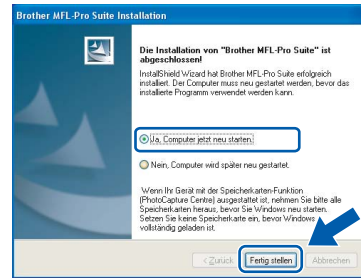 Brother MFL-Pro Suite Installation
Die Installation von "Brother MFL-Pro Suite" ist
abgeschlossen!
InstallShield Wizard hat Brother MFL-Pro Suite erfolgreich
installiert. Der Computer muss neu gestartet werden, bevor das
installierte Programm verwendet werden kann.
Ja, Computer jetzt neu starten.
Nein, Computer wird später neu gestartet.
Wenn Ihr Gerät mit der Speicherkarten-Funktion
(PhotoCapture Centre) ausgestattet ist, nehmen Sie bitte alle
Speicherkarten heraus, bevor Sie Windows neu starten.
Setzen Sie keine Speicherkarte ein, bevor Windows
vollständig geladen ist.
< Zurück Fertig stellen Abbrechen